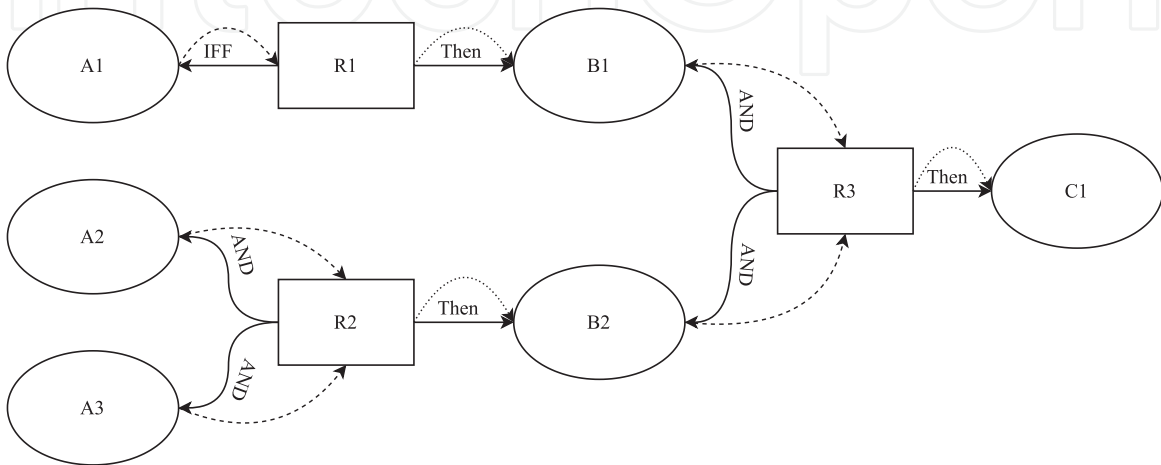 A1
IFF
R1
Then
B1
AND
A2
AND
R2
Then
B2
AND
R3
Then
C1
A3
AND